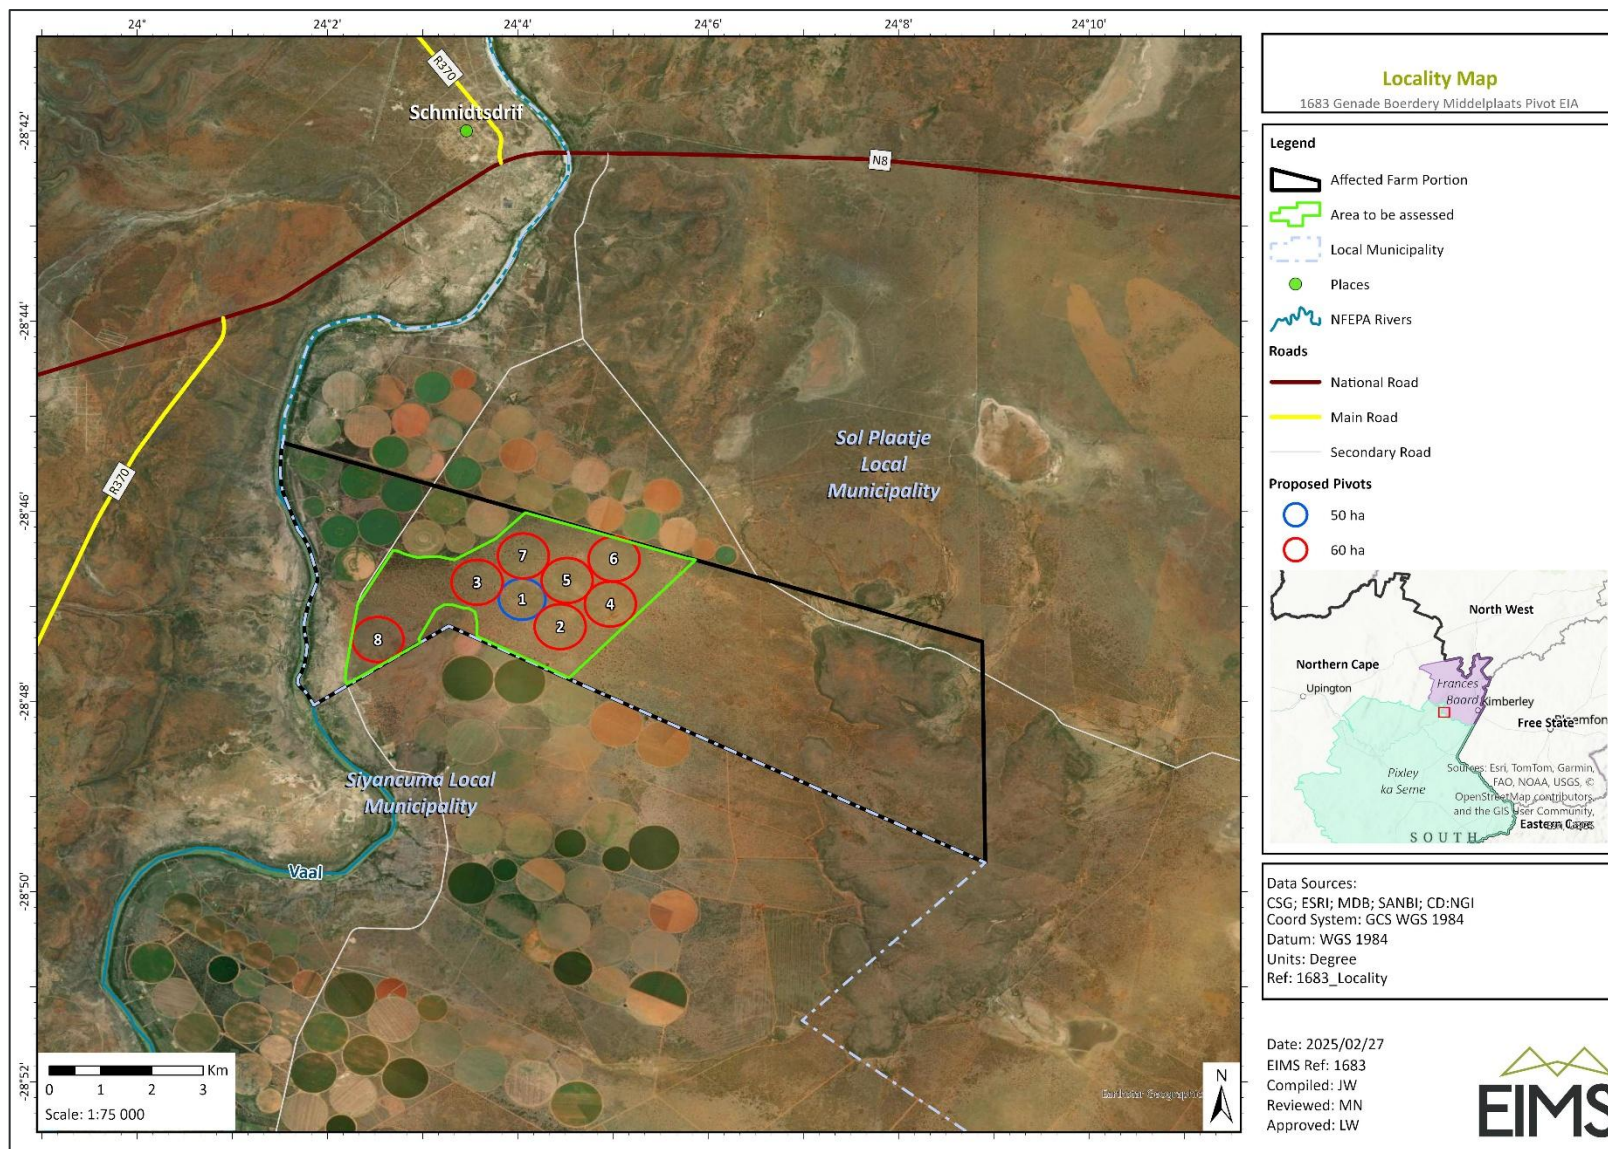 24°
24°2'
24°4'
24°6'
24°8'
24°10'
-28°42'
-28°44'
-28°46'
-28°48'
-28°50'
-28°52'
R370
Schmidtsdrif
N8
R370
Sol Plaatje
Local
Municipality
7
6
3
5
1
4
2
8
Siyancuma Local
Municipality
Vaal
0 1 2 3 Km
Scale: 1:75 000
N
Locality Map
1683 Genade Boerdery Middelplaats Pivot EIA
Legend
Affected Farm Portion
Area to be assessed
Local Municipality
Places
NFEPA Rivers
Roads
National Road
Main Road
Secondary Road
Proposed Pivots
50 ha
60 ha
North West
Northern Cape
Upington
Frances
Baard
Kimberley
Free State
Pixley
ka Seme
Sources: Esri, TomTom, Garmin,
FAO, NOAA, USGS, ©
OpenStreetMap contributors,
and the GIS User Community,
Eastern Cape
SOUTH
Data Sources:
CSG; ESRI; MDB; SANBI; CD:NGI
Coord System: GCS WGS 1984
Datum: WGS 1984
Units: Degree
Ref: 1683_Locality
Date: 2025/02/27
EIMS Ref: 1683
Compiled: JW
Reviewed: MN
Approved: LW
EIMS